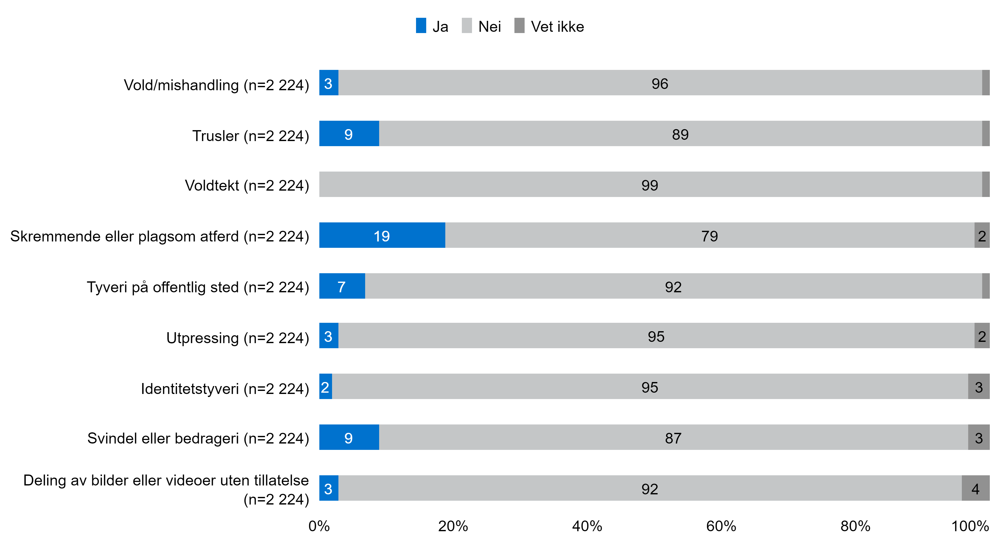 Ja Nei Vet ikke
Vold/mishandling (n=2 224) 3 96
Trusler (n=2 224) 9 89
Voldtekt (n=2 224) 99
Skremmende eller plagsom atferd (n=2 224) 19 79 2
Tyveri på offentlig sted (n=2 224) 7 92
Utpressing (n=2 224) 3 95 2
Identitetstyveri (n=2 224) 2 95 3
Svindel eller bedrageri (n=2 224) 9 87 3
Deling av bilder eller videoer uten tillatelse
(n=2 224) 3 92 4
0% 20% 40% 60% 80% 100%